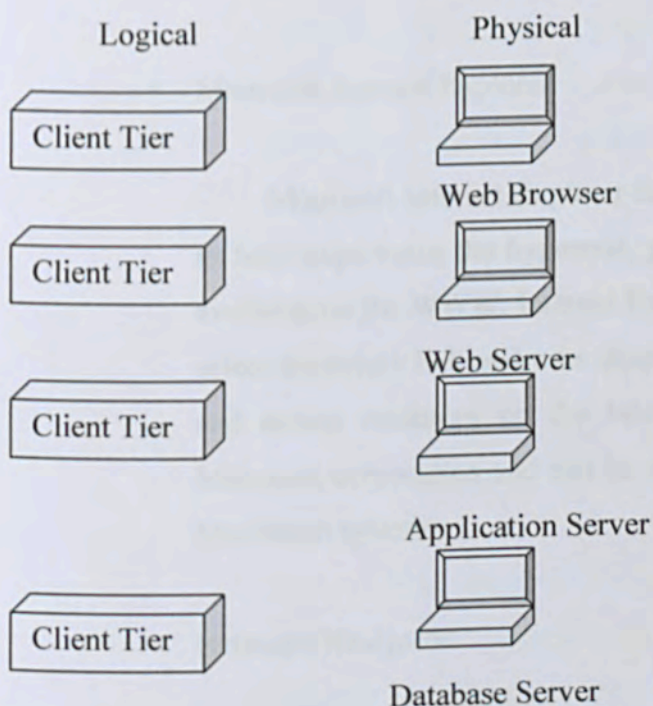 Logical Physical
Client Tier
Web Browser
Client Tier
Web Server
Client Tier
Application Server
Client Tier
Database Server